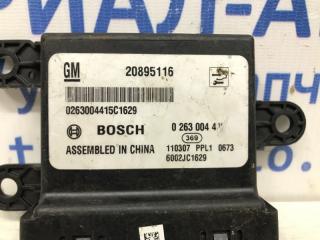 GM 20895116
0263004415C1629
BOSCH 0 263 004 4
369
ASSEMBLED IN CHINA 110307 PPL1 0673
6002JC1629